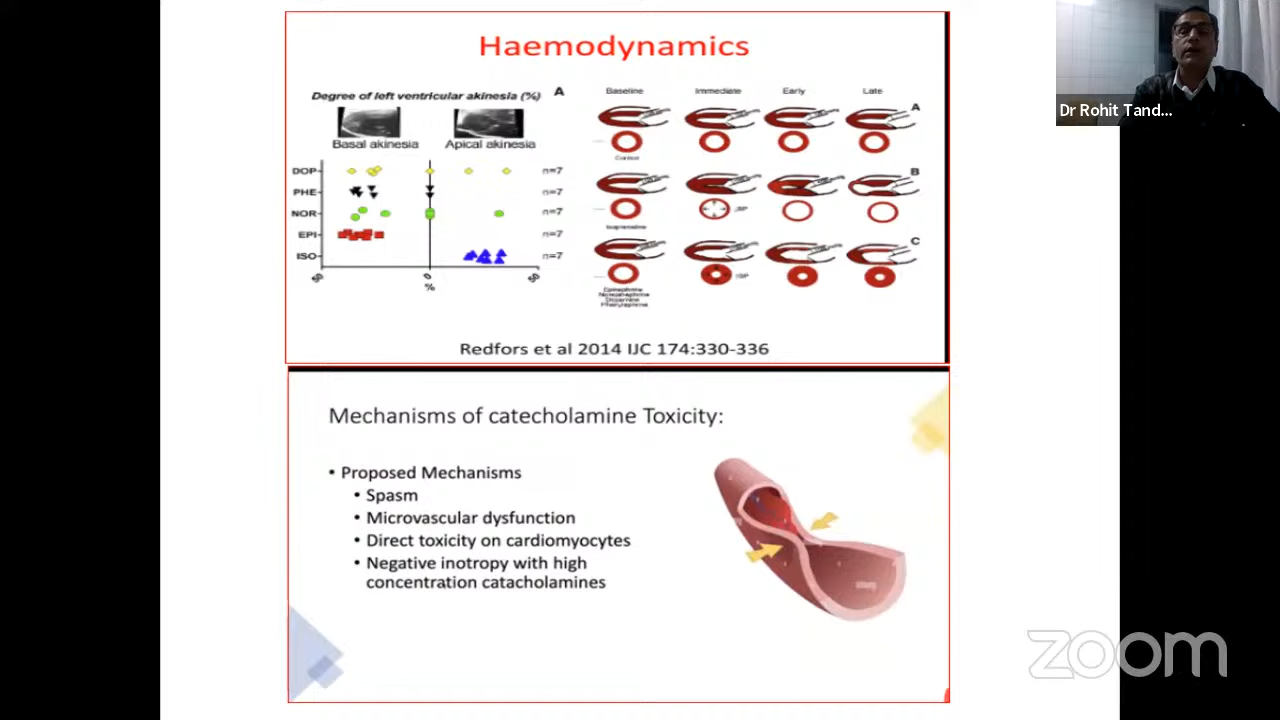 Haemodynamics
Degree of left ventricular akinesia (%)
Basal akinesia
Apical akinesia
DOP
PHE
NOR
EPI
ISO
n=7
n=7
n=7
n=7
n=7
50
0
50
%
A
Baseline
Immediate
Early
Late
A
Control
B
Isoprenaline
C
Epinephrine
Norepinephrine
Dopamine
Phenylephrine
Redfors et al 2014 IJC 174:330-336
Mechanisms of catecholamine Toxicity:
• Proposed Mechanisms
• Spasm
• Microvascular dysfunction
• Direct toxicity on cardiomyocytes
• Negative inotropy with high
concentration catacholamines
Dr Rohit Tand...
zoom